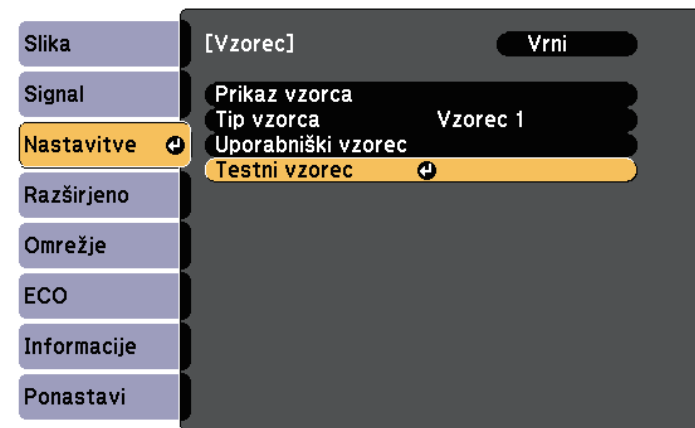 Slika
Signal
Nastavitve
Razširjeno
Omrežje
ECO
Informacije
Ponastavi
[Vzorec] Vrni
Prikaz vzorca
Tip vzorca Vzorec 1
Uporabniški vzorec
Testni vzorec